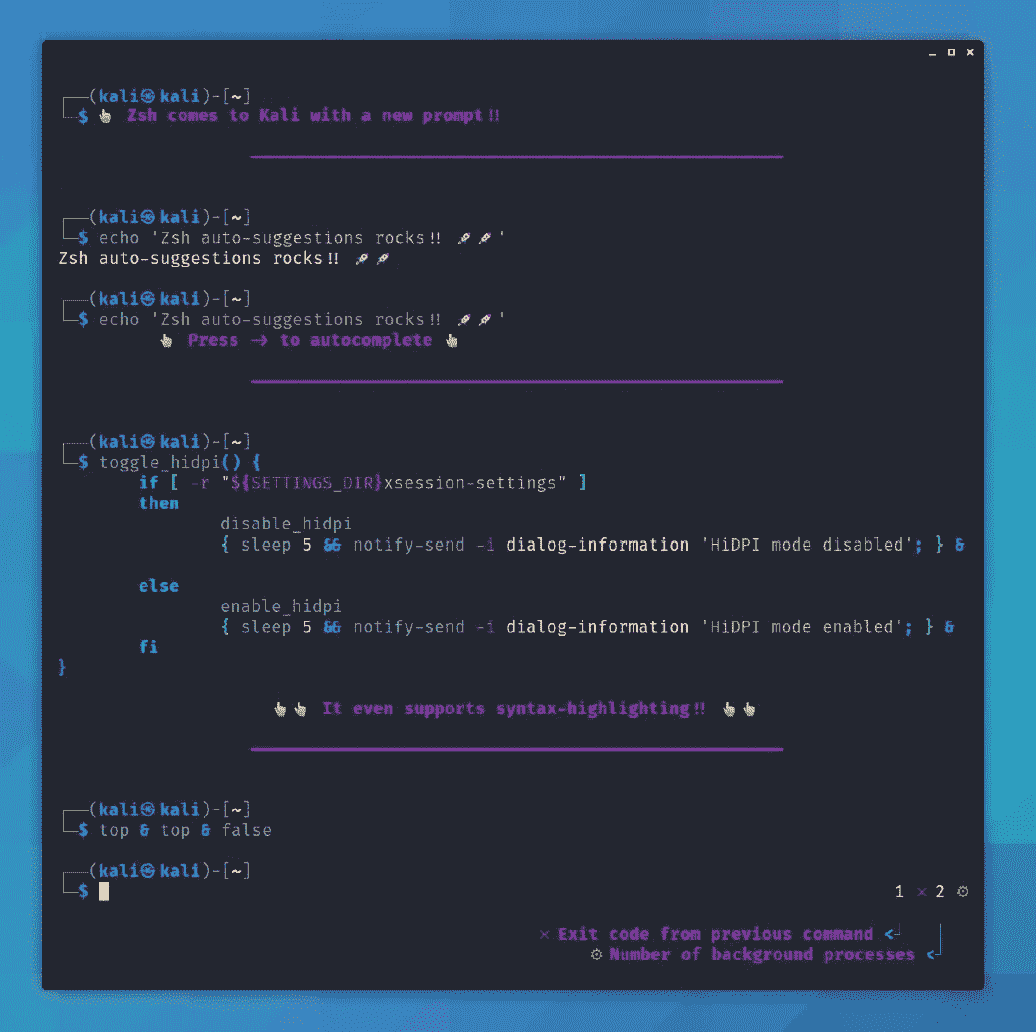 ┌──(kali㉿kali)-[~]
└─$ 👆 Zsh comes to Kali with a new prompt!!
┌──(kali㉿kali)-[~]
└─$ echo 'Zsh auto-suggestions rocks!! 🚀🚀'
Zsh auto-suggestions rocks!! 🚀🚀
┌──(kali㉿kali)-[~]
└─$ echo 'Zsh auto-suggestions rocks!! 🚀🚀'
👆 Press → to autocomplete 👆
┌──(kali㉿kali)-[~]
└─$ toggle_hidpi() {
if [ -r "${SETTINGS_DIR}xsession-settings" ]
then
disable_hidpi
{ sleep 5 && notify-send -i dialog-information 'HiDPI mode disabled'; } &
else
enable_hidpi
{ sleep 5 && notify-send -i dialog-information 'HiDPI mode enabled'; } &
fi
}
👆👆 It even supports syntax-highlighting!! 👆👆
┌──(kali㉿kali)-[~]
└─$ top & top & false
┌──(kali㉿kali)-[~]
└─$ 1 ⨯ 2 ⚙
⨯ Exit code from previous command <┘
⚙ Number of background processes <┘